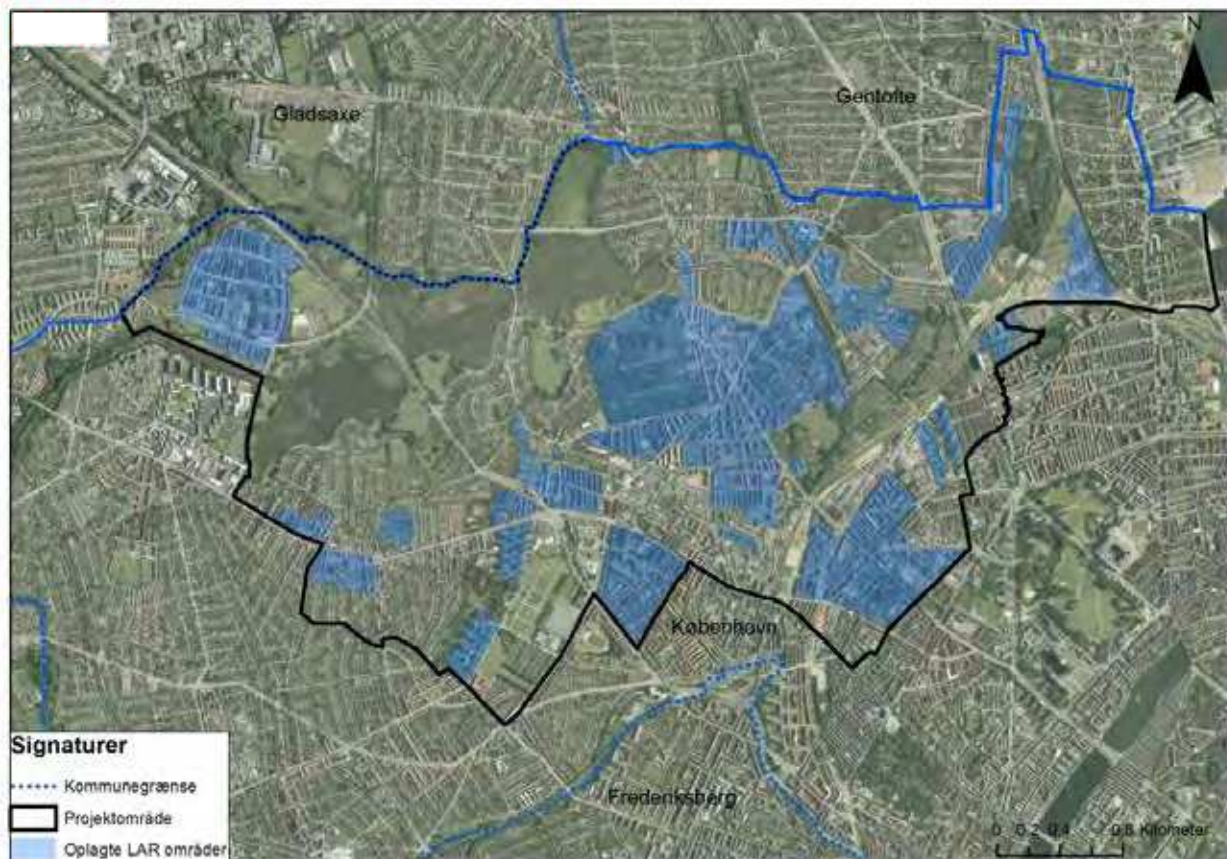 N
Gladsaxe
Gentofte
København
Frederiksberg
Signaturer
Kommunegrænse
Projektområde
Oplagte LAR områder
0 0.2 0.4 0.8 Kilometer